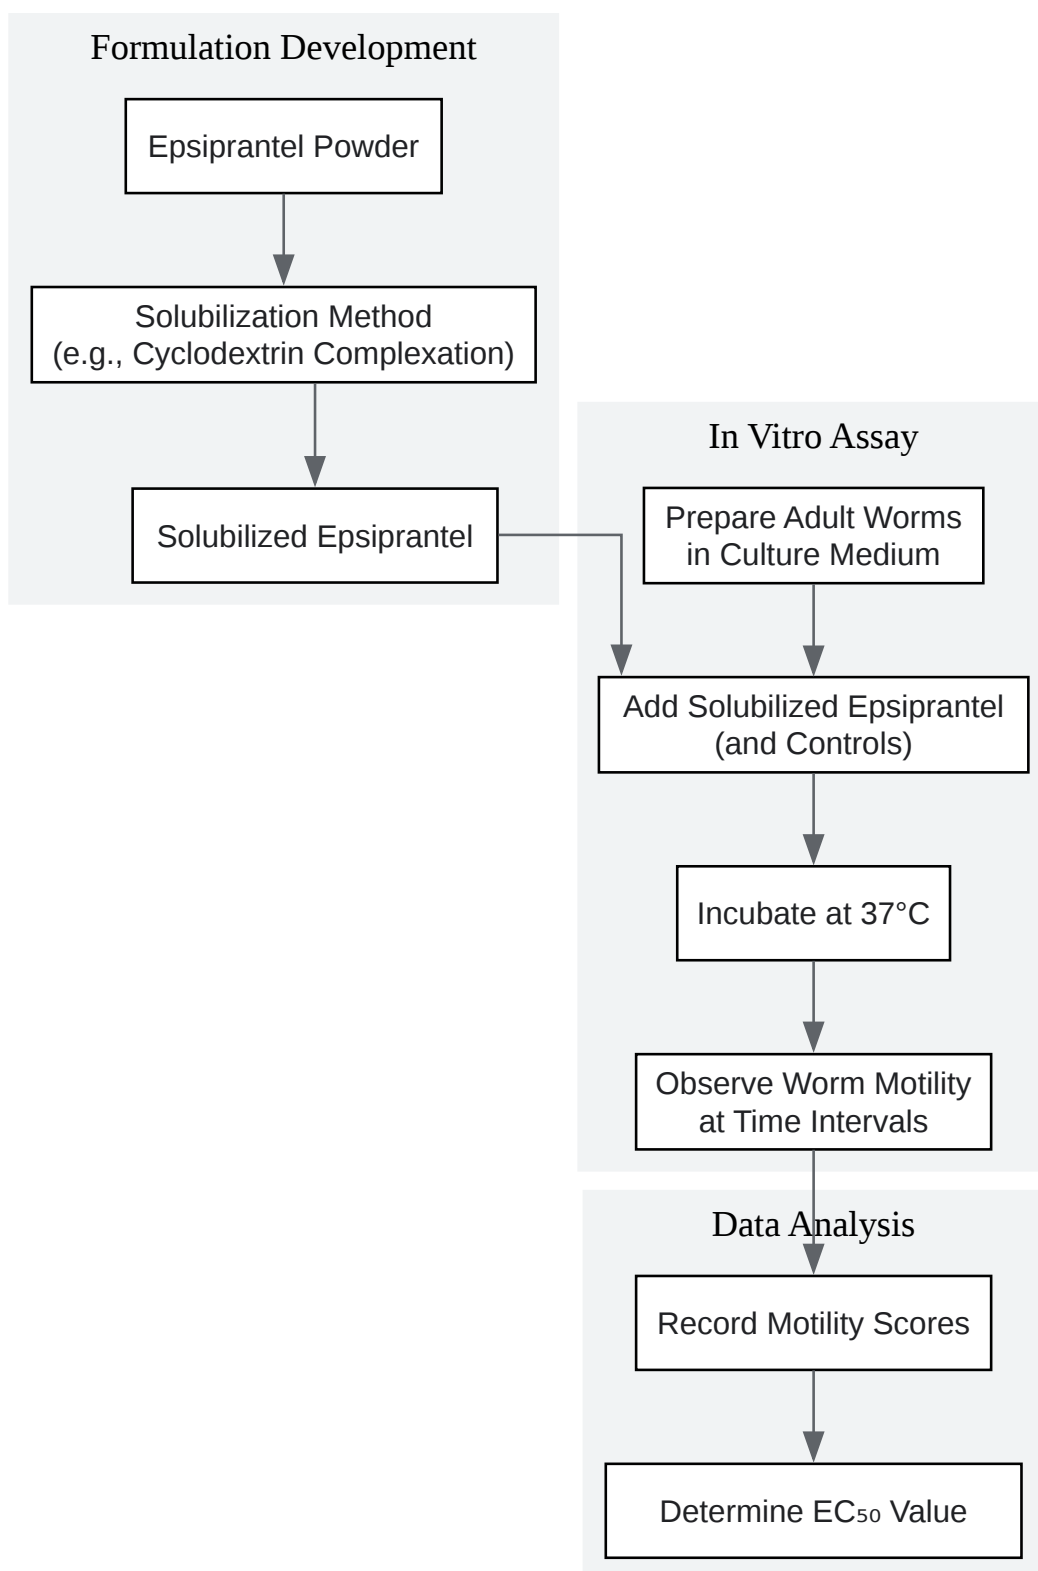 Formulation Development
Epsiprantel Powder
Solubilization Method
(e.g., Cyclodextrin Complexation)
Solubilized Epsiprantel
In Vitro Assay
Prepare Adult Worms
in Culture Medium
Add Solubilized Epsiprantel
(and Controls)
Incubate at 37°C
Observe Worm Motility
at Time Intervals
Data Analysis
Record Motility Scores
Determine EC₅₀ Value